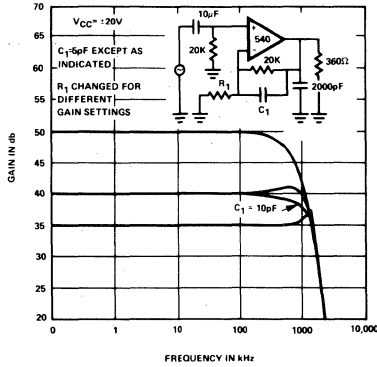 GAIN IN db
70
65
60
55
50
45
40
35
30
25
20
VCC= ±20V
C1=5pF EXCEPT AS
INDICATED
R1 CHANGED FOR
DIFFERENT
GAIN SETTINGS
10μF
20K
540
20K
R1
C1
360Ω
2000pF
C1 = 10pF
0
1
10
100
1000
10,000
FREQUENCY IN kHz